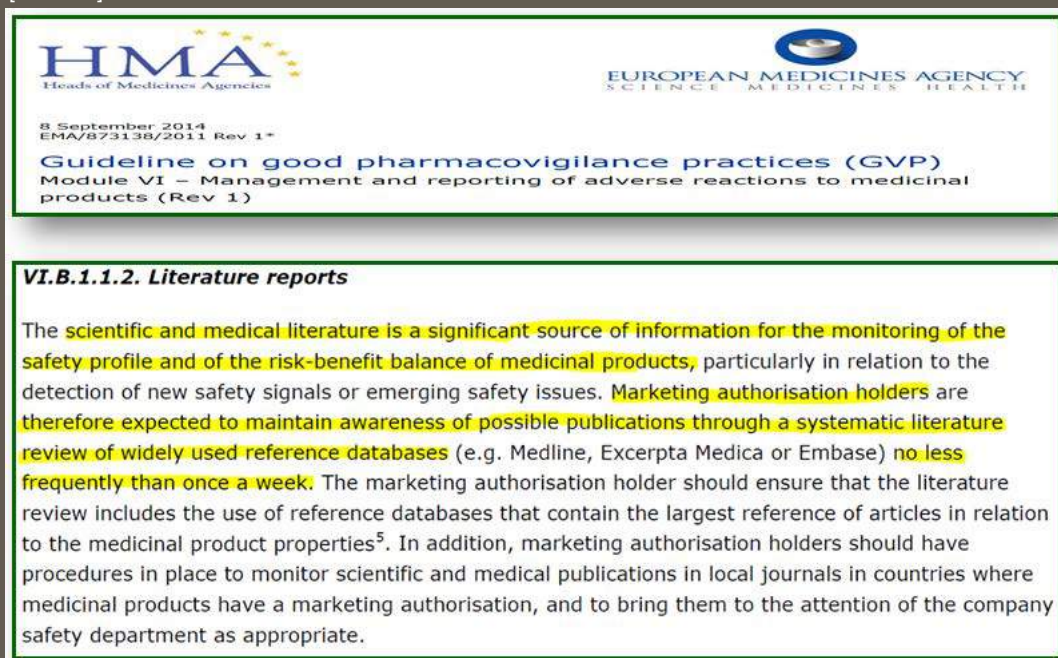 HMA
Heads of Medicines Agencies
EUROPEAN MEDICINES AGENCY
SCIENCE MEDICINES HEALTH
8 September 2014
EMA/873138/2011 Rev 1*
Guideline on good pharmacovigilance practices (GVP)
Module VI – Management and reporting of adverse reactions to medicinal
products (Rev 1)
VI.B.1.1.2. Literature reports
The scientific and medical literature is a significant source of information for the monitoring of the
safety profile and of the risk-benefit balance of medicinal products, particularly in relation to the
detection of new safety signals or emerging safety issues. Marketing authorisation holders are
therefore expected to maintain awareness of possible publications through a systematic literature
review of widely used reference databases (e.g. Medline, Excerpta Medica or Embase) no less
frequently than once a week. The marketing authorisation holder should ensure that the literature
review includes the use of reference databases that contain the largest reference of articles in relation
to the medicinal product properties⁵. In addition, marketing authorisation holders should have
procedures in place to monitor scientific and medical publications in local journals in countries where
medicinal products have a marketing authorisation, and to bring them to the attention of the company
safety department as appropriate.